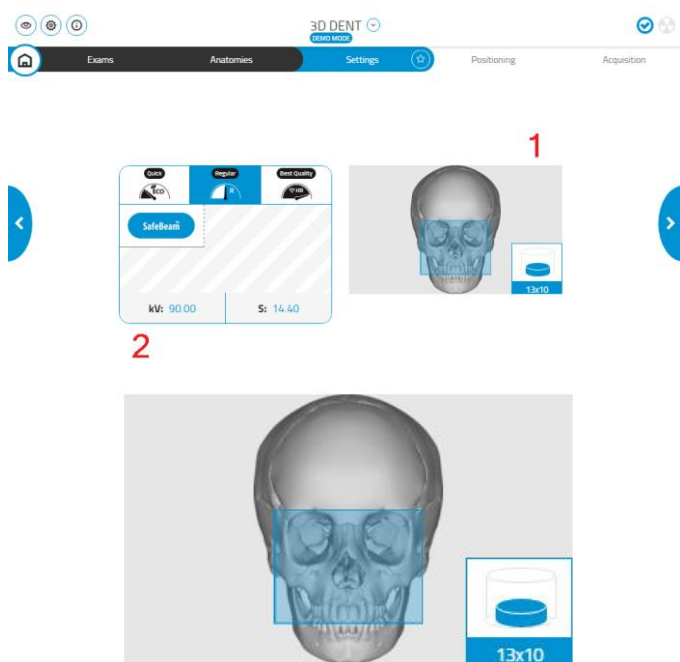 3D DENT
DEMO MODE
Exams Anatomies Settings Positioning Acquisition
1
Quick Regular Best Quality
ECO R HR
SafeBeam
13x10
kV: 90.00 S: 14.40
2
13x10